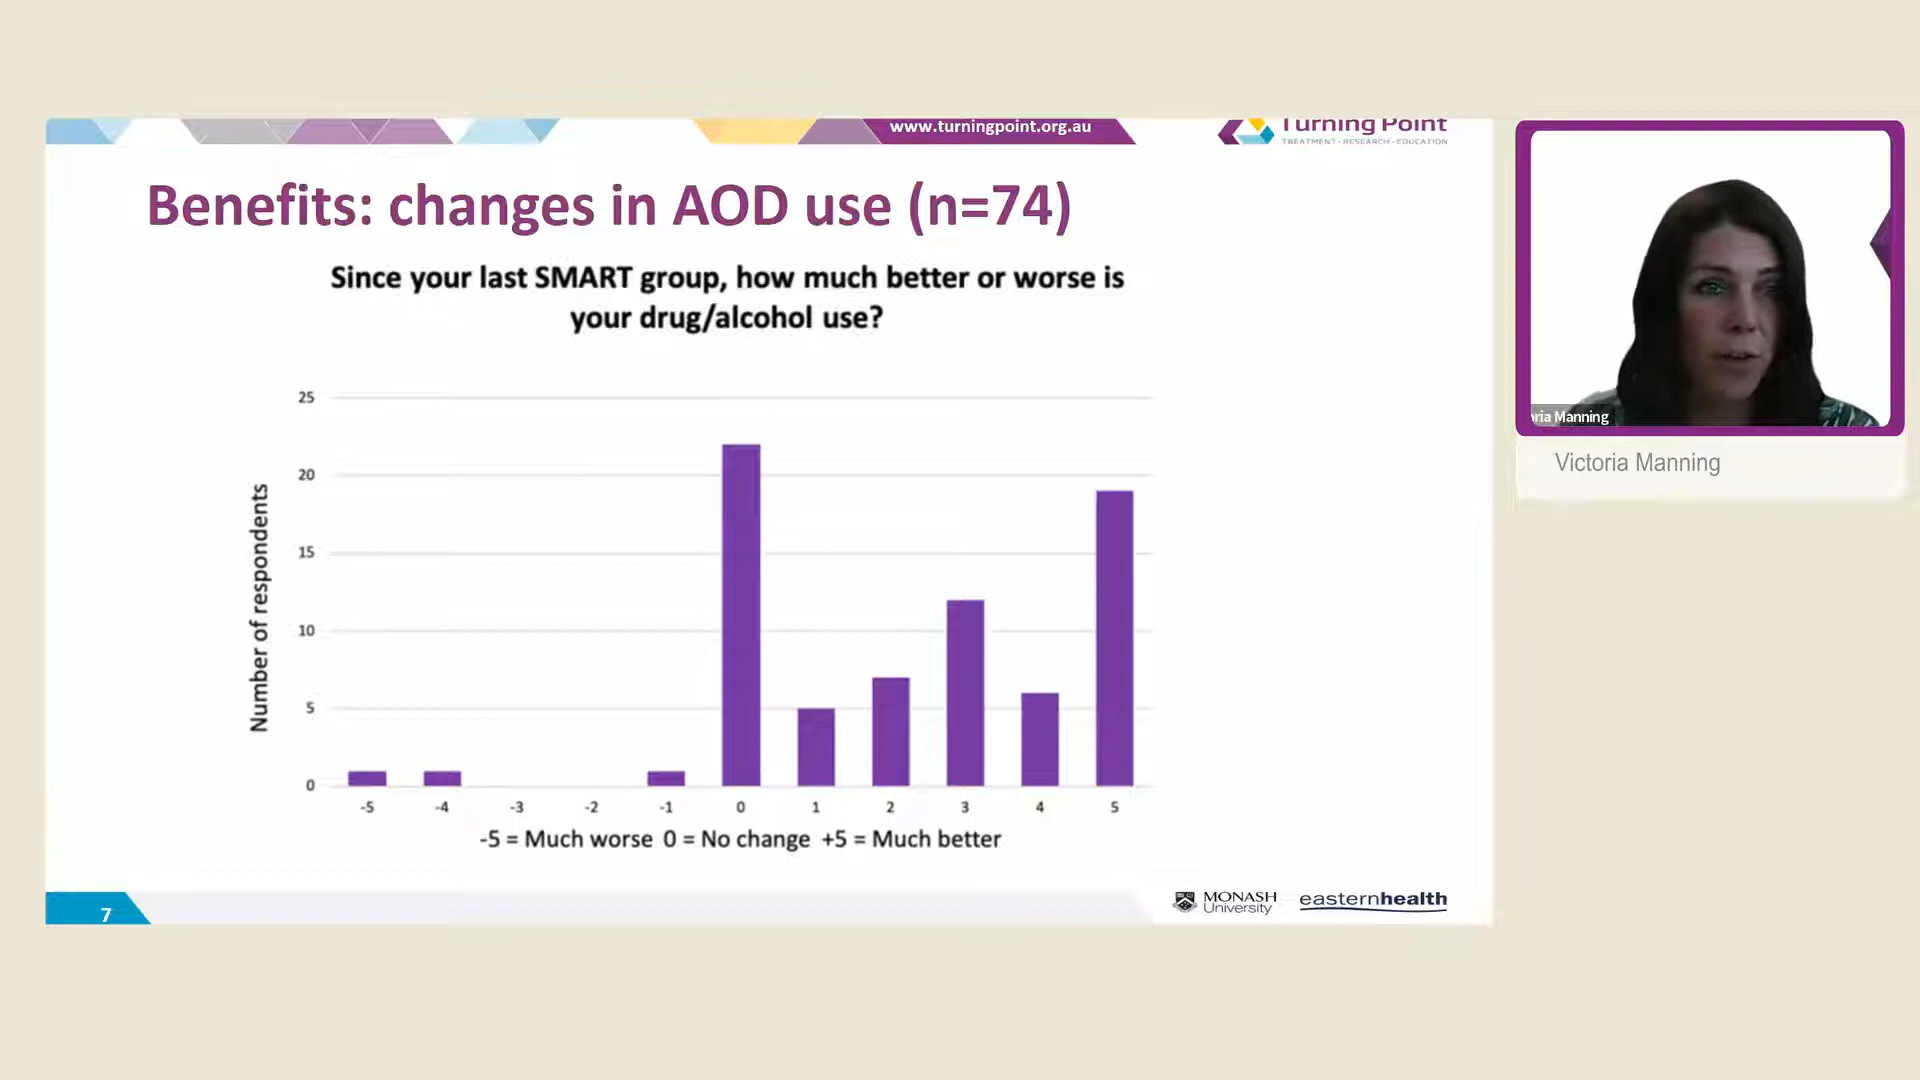 www.turningpoint.org.au
Turning Point
TREATMENT • RESEARCH • EDUCATION
Benefits: changes in AOD use (n=74)
Since your last SMART group, how much better or worse is
your drug/alcohol use?
Number of respondents
25
20
15
10
5
0
-5 -4 -3 -2 -1 0 1 2 3 4 5
-5 = Much worse 0 = No change +5 = Much better
7
MONASH
University
easternhealth
oria Manning
Victoria Manning